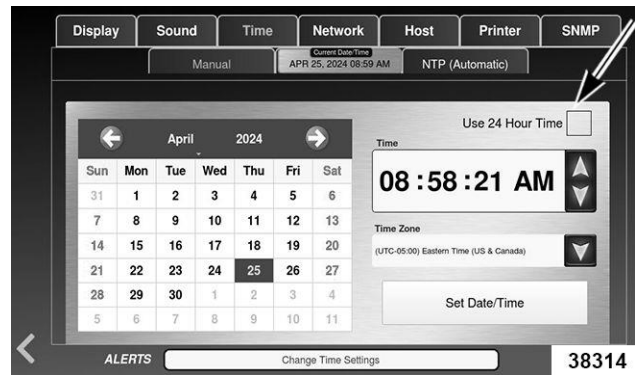 Display Sound Time Network Host Printer SNMP
Manual
Current Date/Time
APR 25, 2024 08:59 AM
NTP (Automatic)
Use 24 Hour Time
April 2024
Sun Mon Tue Wed Thu Fri Sat
31 1 2 3 4 5 6
7 8 9 10 11 12 13
14 15 16 17 18 19 20
21 22 23 24 25 26 27
28 29 30 1 2 3 4
5 6 7 8 9 10 11
Time
08 :58 :21 AM
Time Zone
(UTC-05:00) Eastern Time (US & Canada)
Set Date/Time
ALERTS Change Time Settings
38314